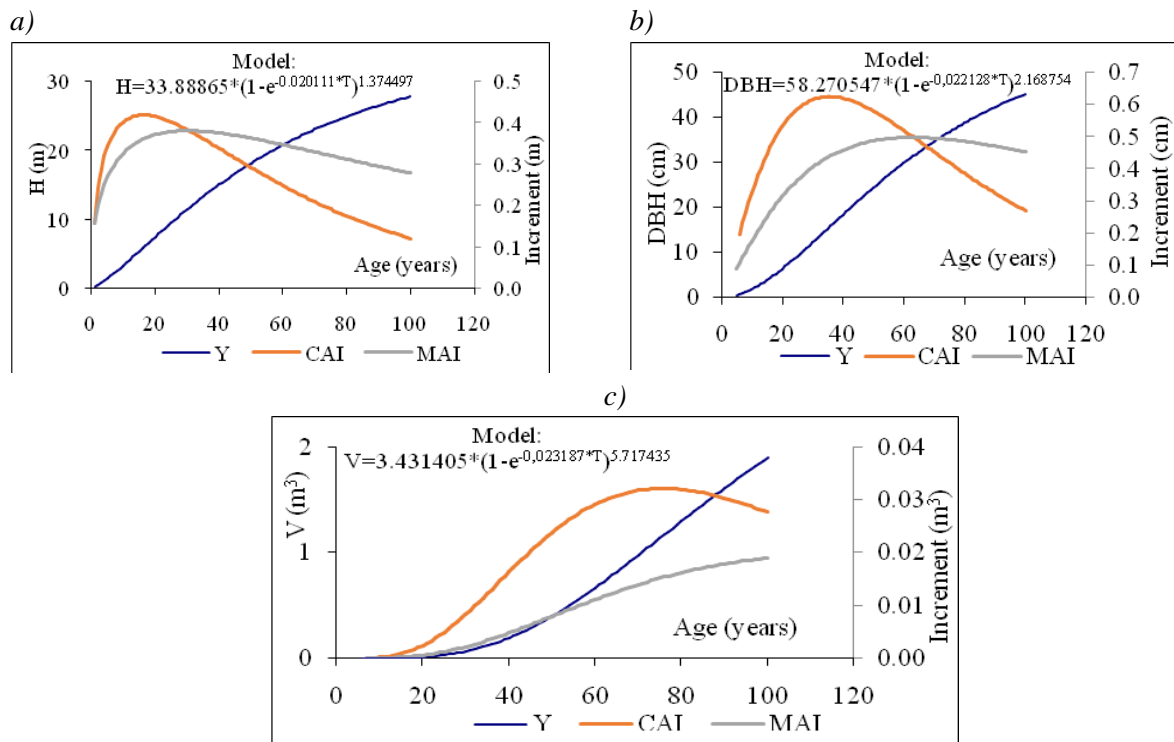 a)
Model:
H=33.88865*(1-e^-0.020111*T)^1.374497
30
20
10
0
H (m)
0.5
0.4
0.3
0.2
0.1
0.0
Increment (m)
Age (years)
0 20 40 60 80 100 120
Y CAI MAI
b)
Model:
DBH=58.270547*(1-e^-0,022128*T)^2.168754
50
40
30
20
10
0
DBH (cm)
0.7
0.6
0.5
0.4
0.3
0.2
0.1
0.0
Increment (cm)
Age (years)
0 20 40 60 80 100 120
Y CAI MAI
c)
Model:
V=3.431405*(1-e^-0,023187*T)^5.717435
2
1
0
V (m³)
0.04
0.03
0.02
0.01
0.00
Increment (m³)
Age (years)
0 20 40 60 80 100 120
Y CAI MAI